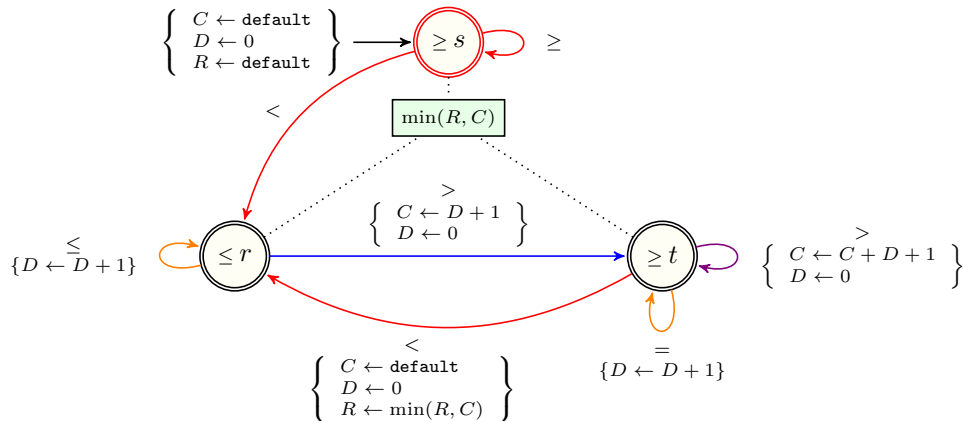 C ← default
D ← 0
R ← default
≥ s
≥
min(R, C)
<
>
C ← D + 1
D ← 0
≤
{D ← D + 1}
≤ r
≥ t
>
C ← C + D + 1
D ← 0
<
C ← default
D ← 0
R ← min(R, C)
=
{D ← D + 1}